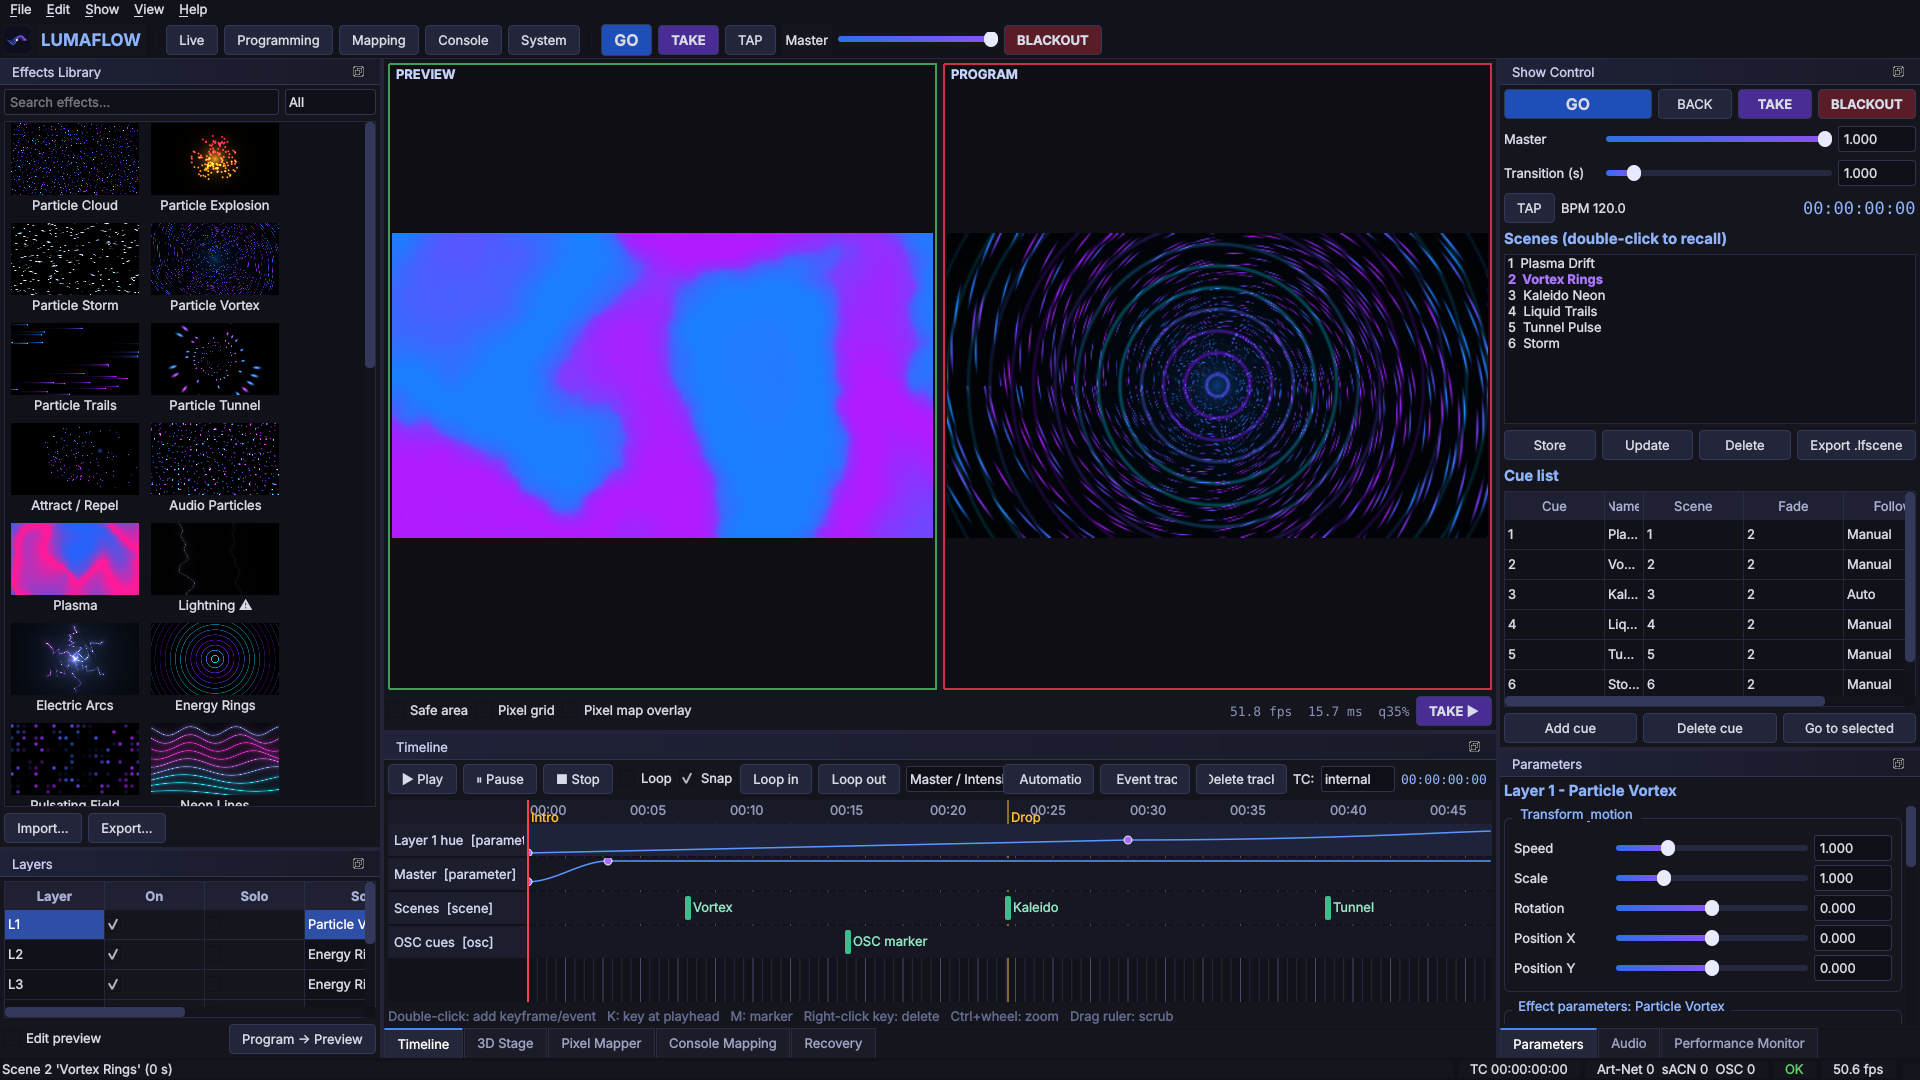 File Edit Show View Help
LUMAFLOW Live Programming Mapping Console System GO TAKE TAP Master BLACKOUT
Effects Library
Search effects... All
Particle Cloud Particle Explosion
Particle Storm Particle Vortex
Particle Trails Particle Tunnel
Attract / Repel Audio Particles
Plasma Lightning ⚠
Electric Arcs Energy Rings
Pulsating Field Neon Lines
Import... Export...
Layers
Layer On Solo Sc
L1 ✓ Particle V
L2 ✓ Energy Ri
L3 ✓ Energy Ri
Edit preview Program → Preview
PREVIEW
PROGRAM
Safe area Pixel grid Pixel map overlay 51.8 fps 15.7 ms q35% TAKE ▶
Timeline
▶ Play ⏸ Pause ■ Stop Loop ✓ Snap Loop in Loop out Master / Intensi Automatio Event trac Delete tracl TC: internal 00:00:00:00
00:00 00:05 00:10 00:15 00:20 00:25 00:30 00:35 00:40 00:45
Intro Drop
Layer 1 hue [paramet
Master [parameter]
Scenes [scene] Vortex Kaleido Tunnel
OSC cues [osc] OSC marker
Double-click: add keyframe/event K: key at playhead M: marker Right-click key: delete Ctrl+wheel: zoom Drag ruler: scrub
Timeline 3D Stage Pixel Mapper Console Mapping Recovery
Show Control
GO BACK TAKE BLACKOUT
Master 1.000
Transition (s) 1.000
TAP BPM 120.0 00:00:00:00
Scenes (double-click to recall)
1 Plasma Drift
2 Vortex Rings
3 Kaleido Neon
4 Liquid Trails
5 Tunnel Pulse
6 Storm
Store Update Delete Export .lfscene
Cue list
Cue Name Scene Fade Follov
1 Pla... 1 2 Manual
2 Vo... 2 2 Manual
3 Kal... 3 2 Auto
4 Liq... 4 2 Manual
5 Tu... 5 2 Manual
6 Sto... 6 2 Manual
Add cue Delete cue Go to selected
Parameters
Layer 1 - Particle Vortex
Transform_motion
Speed 1.000
Scale 1.000
Rotation 0.000
Position X 0.000
Position Y 0.000
Effect parameters: Particle Vortex
Parameters Audio Performance Monitor
Scene 2 'Vortex Rings' (0 s) TC 00:00:00:00 Art-Net 0 sACN 0 OSC 0 OK 50.6 fps